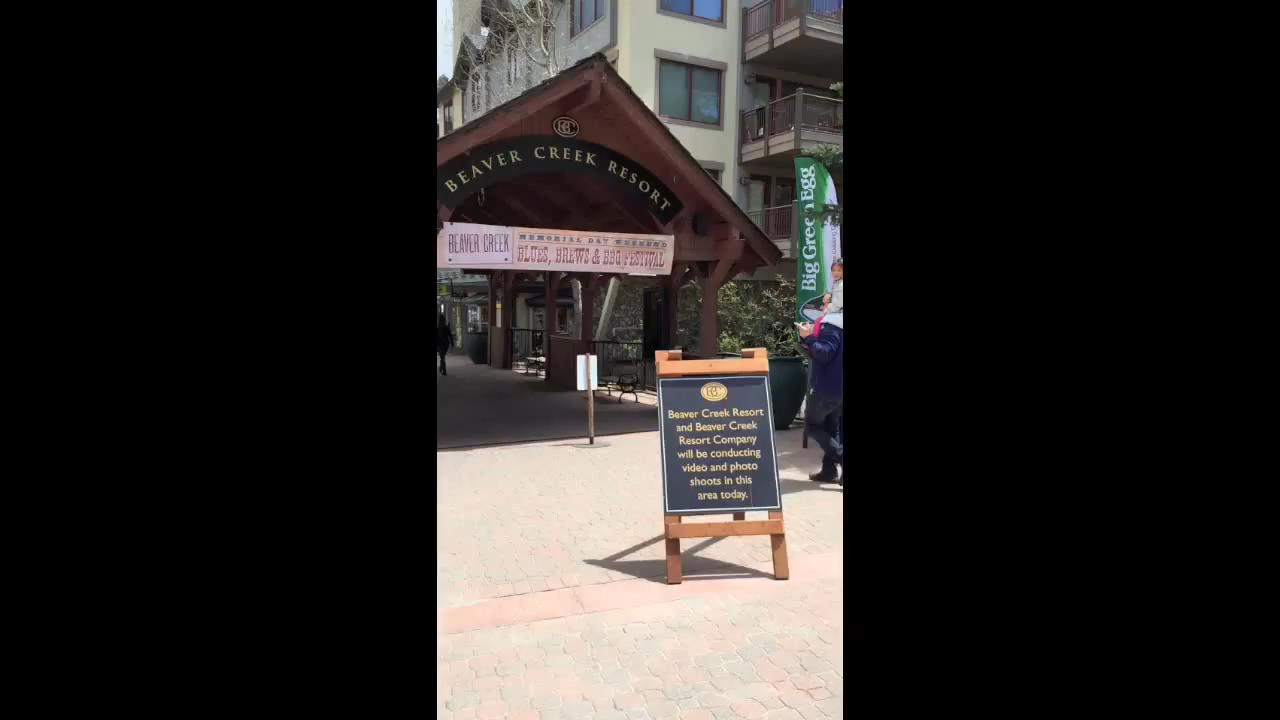 BC
BEAVER CREEK RESORT
BEAVER CREEK
MEMORIAL DAY WEEKEND
BLUES, BREWS & BBQ FESTIVAL
Big Green Egg
Beaver Creek Resort
and Beaver Creek
Resort Company
will be conducting
video and photo
shoots in this
area today.